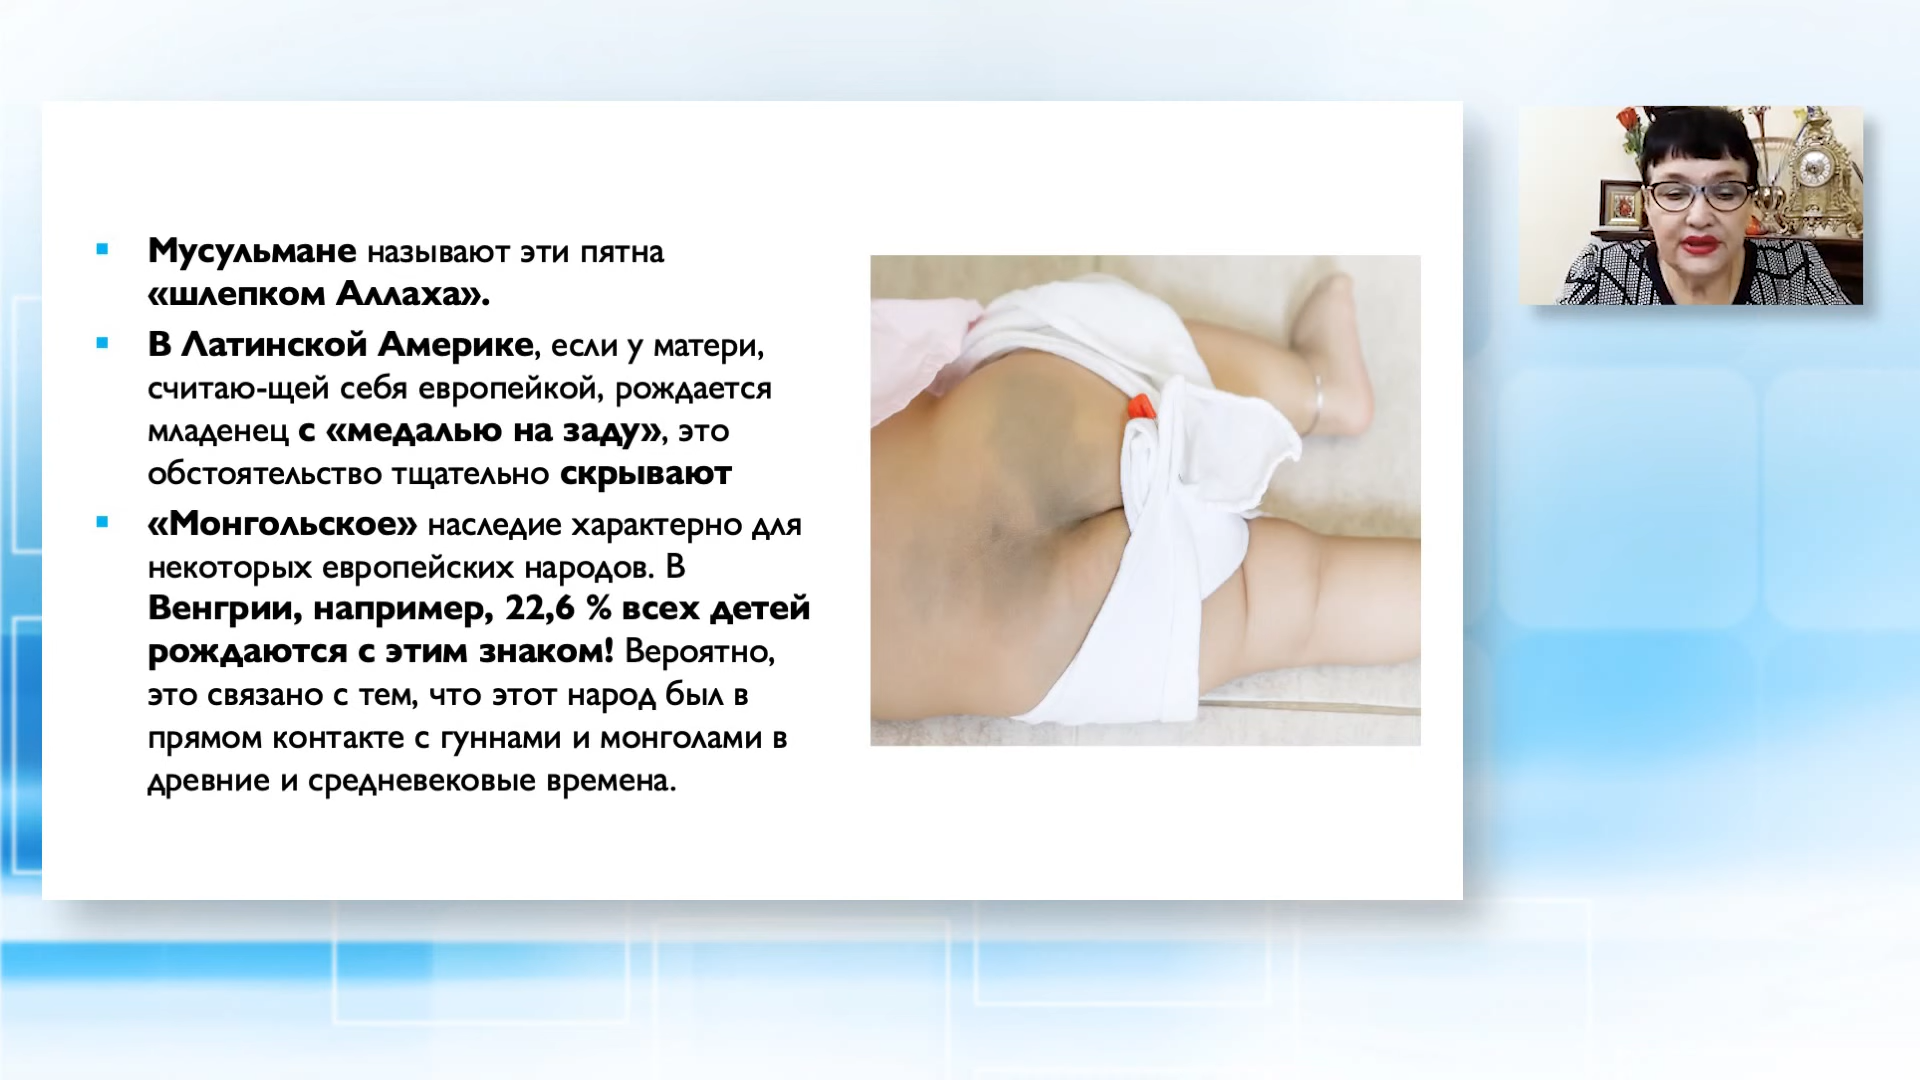 Мусульмане называют эти пятна
«шлепком Аллаха».
В Латинской Америке, если у матери,
считаю-щей себя европейкой, рождается
младенец с «медалью на заду», это
обстоятельство тщательно скрывают
«Монгольское» наследие характерно для
некоторых европейских народов. В
Венгрии, например, 22,6 % всех детей
рождаются с этим знаком! Вероятно,
это связано с тем, что этот народ был в
прямом контакте с гуннами и монголами в
древние и средневековые времена.